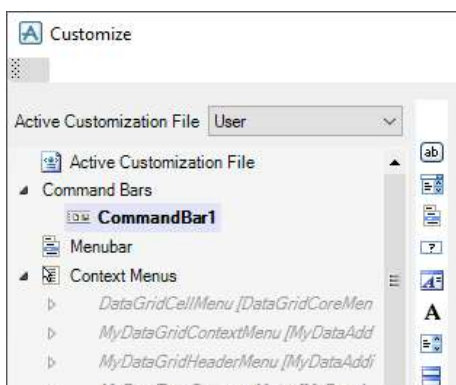 Customize
Active Customization File User
Active Customization File
Command Bars
CommandBar1
Menubar
Context Menus
DataGridCellMenu [DataGridCoreMen
MyDataGridContextMenu [MyDataAdd
MyDataGridHeaderMenu [MyDataAddi
ab
A
A